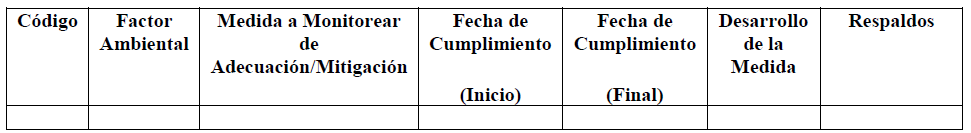 Código
Factor
Ambiental
Medida a Monitorear
de
Adecuación/Mitigación
Fecha de
Cumplimiento
(Inicio)
Fecha de
Cumplimiento
(Final)
Desarrollo
de la
Medida
Respaldos